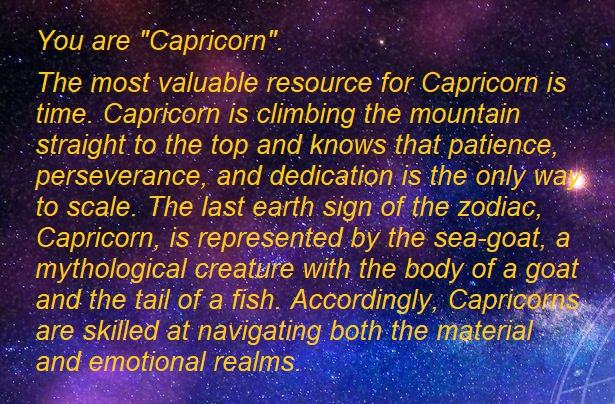 You are "Capricorn".
The most valuable resource for Capricorn is
time. Capricorn is climbing the mountain
straight to the top and knows that patience,
perseverance, and dedication is the only way
to scale. The last earth sign of the zodiac,
Capricorn, is represented by the sea-goat, a
mythological creature with the body of a goat
and the tail of a fish. Accordingly, Capricorns
are skilled at navigating both the material
and emotional realms.